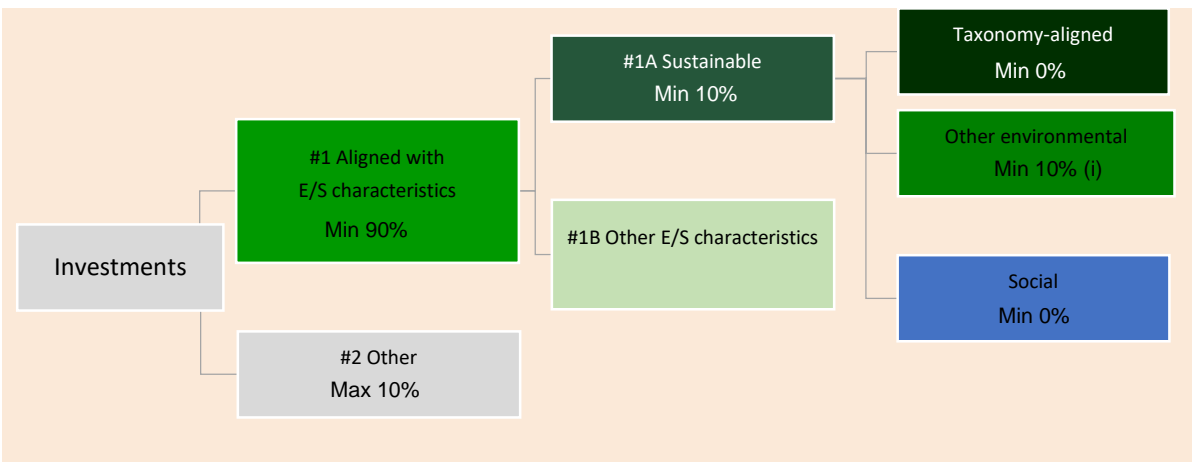 Investments
#1 Aligned with
E/S characteristics
Min 90%
#2 Other
Max 10%
#1A Sustainable
Min 10%
#1B Other E/S characteristics
Taxonomy-aligned
Min 0%
Other environmental
Min 10% (i)
Social
Min 0%